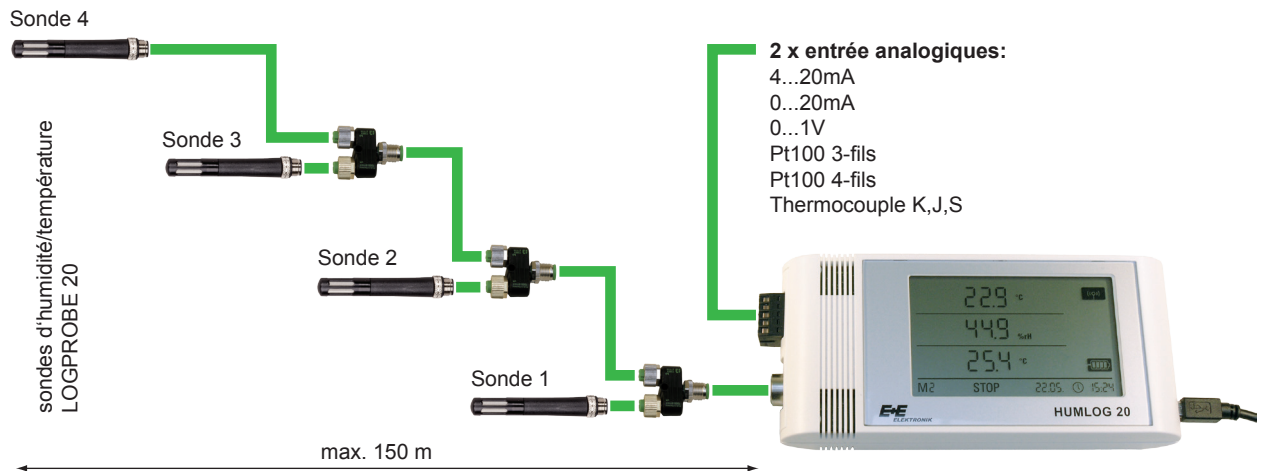 Sonde 4
2 x entrée analogiques:
4...20mA
0...20mA
0...1V
Pt100 3-fils
Pt100 4-fils
Thermocouple K,J,S
Sonde 3
Sonde 2
Sonde 1
sondes d'humidité/température
LOGPROBE 20
22.9 °C
44.9 %rH
25.4 °C
M2 STOP 22.05. 15:24
E+E
ELEKTRONIK
HUMLOG 20
max. 150 m